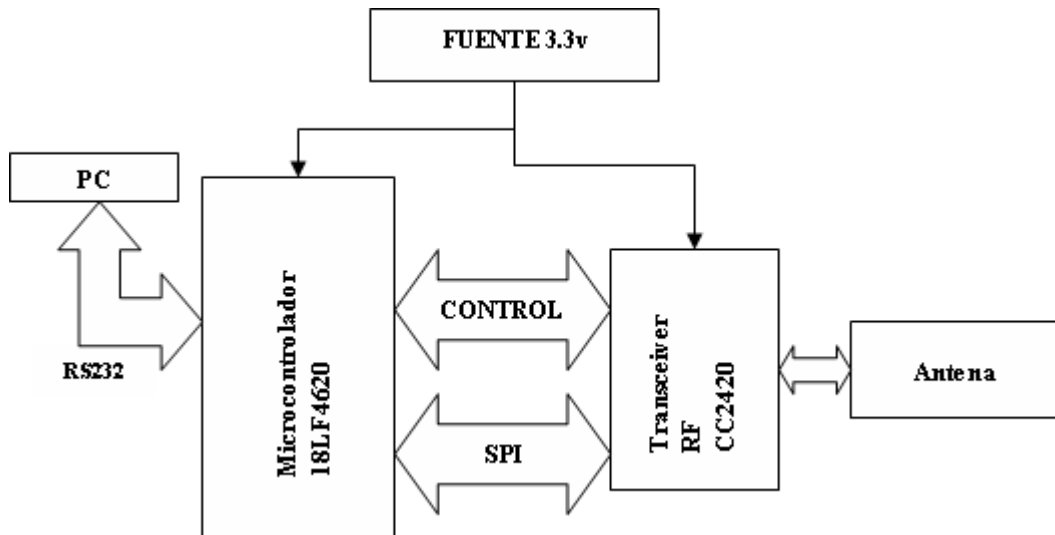 FUENTE 3.3v
PC
RS232
Microcontrolador
18LF4620
CONTROL
SPI
Transceiver
RF
CC2420
Antena